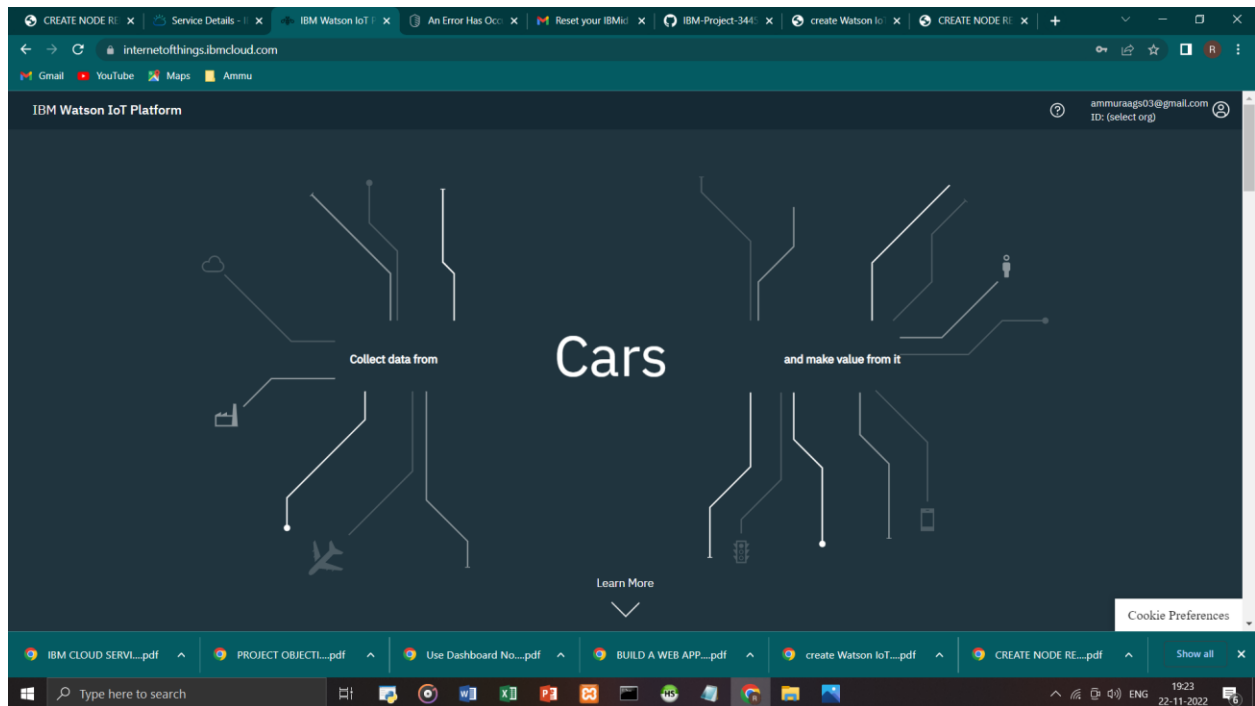 CREATE NODE RE
Service Details - I
IBM Watson IoT P
An Error Has Occ
Reset your IBMid
IBM-Project-3445
create Watson IoT
CREATE NODE RE
internetofthings.ibmcloud.com
R
Gmail
YouTube
Maps
Ammu
IBM Watson IoT Platform
ammuraags03@gmail.com
ID: (select org)
Collect data from
Cars
and make value from it
Learn More
Cookie Preferences
IBM CLOUD SERVI....pdf
PROJECT OBJECTI....pdf
Use Dashboard No....pdf
BUILD A WEB APP....pdf
create Watson IoT....pdf
CREATE NODE RE....pdf
Show all
Type here to search
ENG
19:23
22-11-2022
6